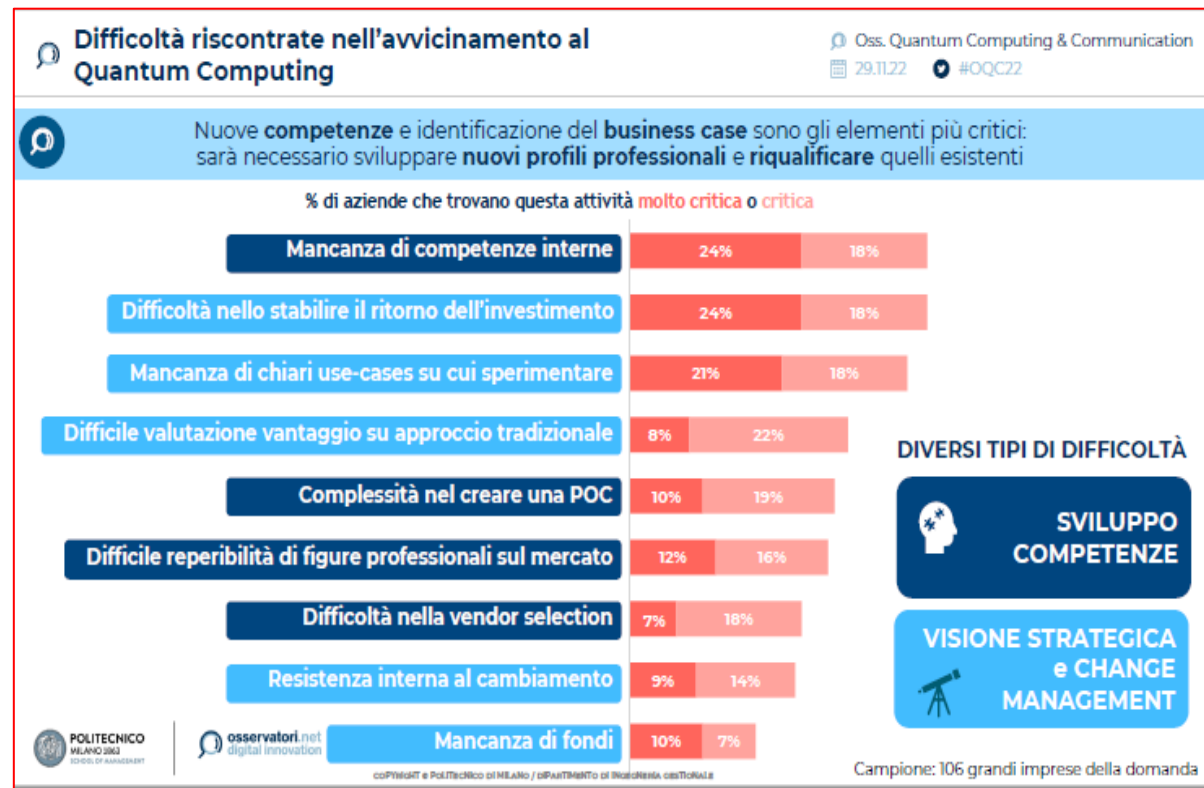 Difficoltà riscontrate nell'avvicinamento al
Quantum Computing
Oss. Quantum Computing & Communication
29.11.22 #OQC22
Nuove competenze e identificazione del business case sono gli elementi più critici:
sarà necessario sviluppare nuovi profili professionali e riqualificare quelli esistenti
% di aziende che trovano questa attività molto critica o critica
Mancanza di competenze interne 24% 18%
Difficoltà nello stabilire il ritorno dell'investimento 24% 18%
Mancanza di chiari use-cases su cui sperimentare 21% 18%
Difficile valutazione vantaggio su approccio tradizionale 8% 22%
Complessità nel creare una POC 10% 19%
Difficile reperibilità di figure professionali sul mercato 12% 16%
Difficoltà nella vendor selection 7% 18%
Resistenza interna al cambiamento 9% 14%
Mancanza di fondi 10% 7%
DIVERSI TIPI DI DIFFICOLTÀ
SVILUPPO
COMPETENZE
VISIONE STRATEGICA
e CHANGE
MANAGEMENT
POLITECNICO
MILANO 1863
SCHOOL OF MANAGEMENT
osservatori.net
digital innovation
COPYRIGHT © POLITECNICO DI MILANO / DIPARTIMENTO DI INGEGNERIA GESTIONALE
Campione: 106 grandi imprese della domanda